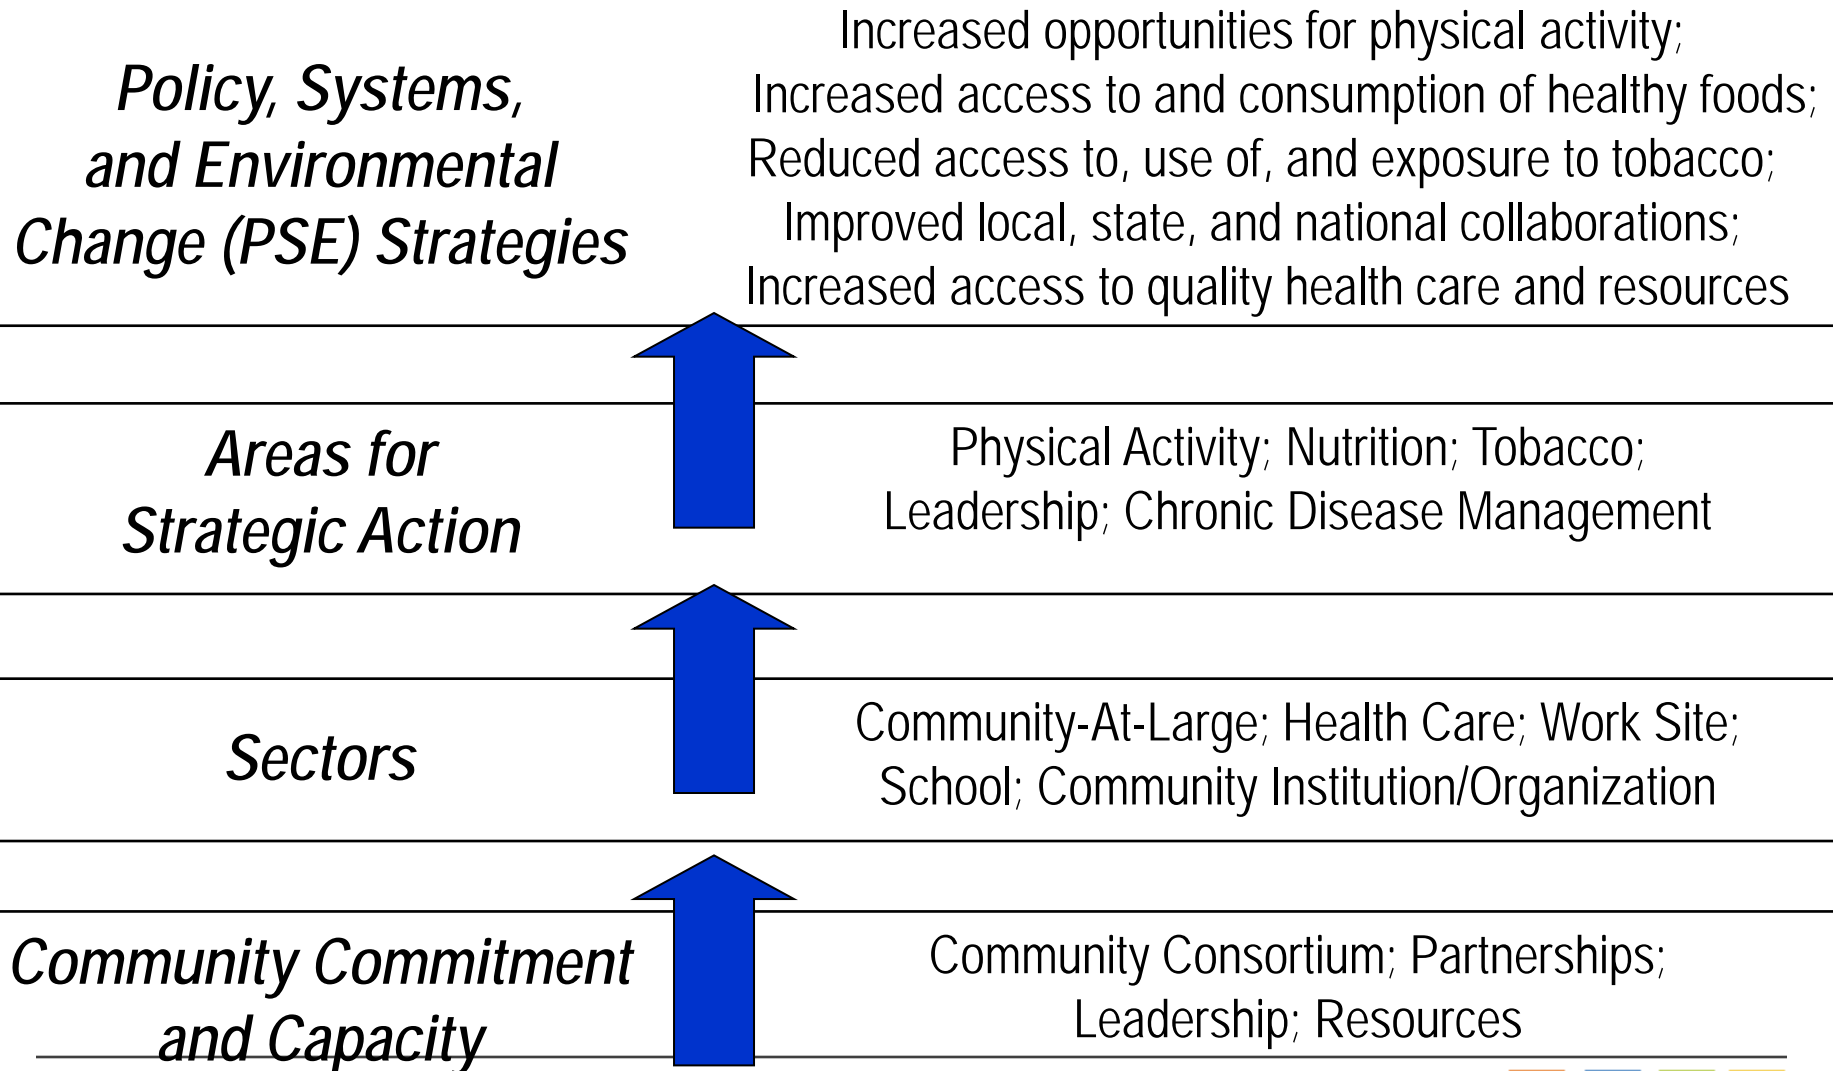 Policy, Systems,
and Environmental
Change (PSE) Strategies
Increased opportunities for physical activity;
Increased access to and consumption of healthy foods;
Reduced access to, use of, and exposure to tobacco;
Improved local, state, and national collaborations;
Increased access to quality health care and resources
Areas for
Strategic Action
Physical Activity; Nutrition; Tobacco;
Leadership; Chronic Disease Management
Sectors
Community-At-Large; Health Care; Work Site;
School; Community Institution/Organization
Community Commitment
and Capacity
Community Consortium; Partnerships;
Leadership; Resources